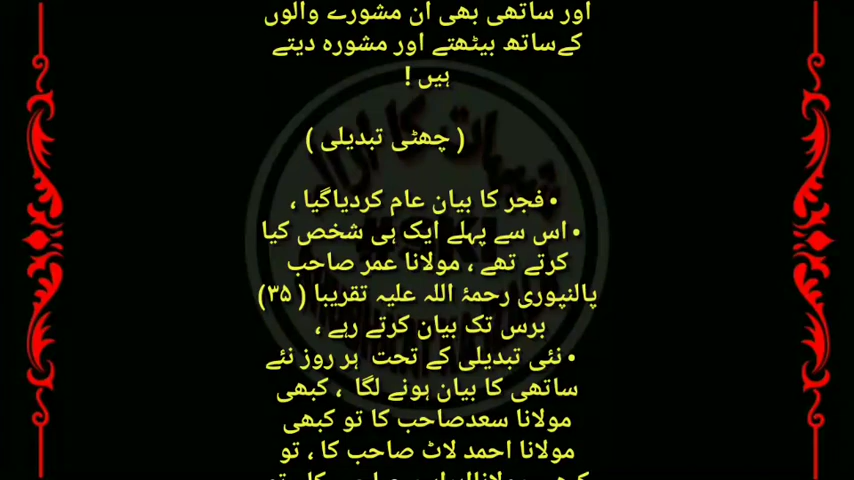 اور ساتھی بھی ان مشورے والوں
کےساتھ بیٹھتے اور مشورہ دیتے
ہیں !
( چھٹی تبدیلی )
• فجر کا بیان عام کردیاگیا ،
• اس سے پہلے ایک ہی شخص کیا
کرتے تھے ، مولانا عمر صاحب
پالنپوری رحمۂ اللہ علیہ تقریبا ( ۳۵)
برس تک بیان کرتے رہے ،
• نئی تبدیلی کے تحت ہر روز نئے
ساتھی کا بیان ہونے لگا ، کبھی
مولانا سعدصاحب کا تو کبھی
مولانا احمد لاٹ صاحب کا ، تو
شبہات کا ازالہ